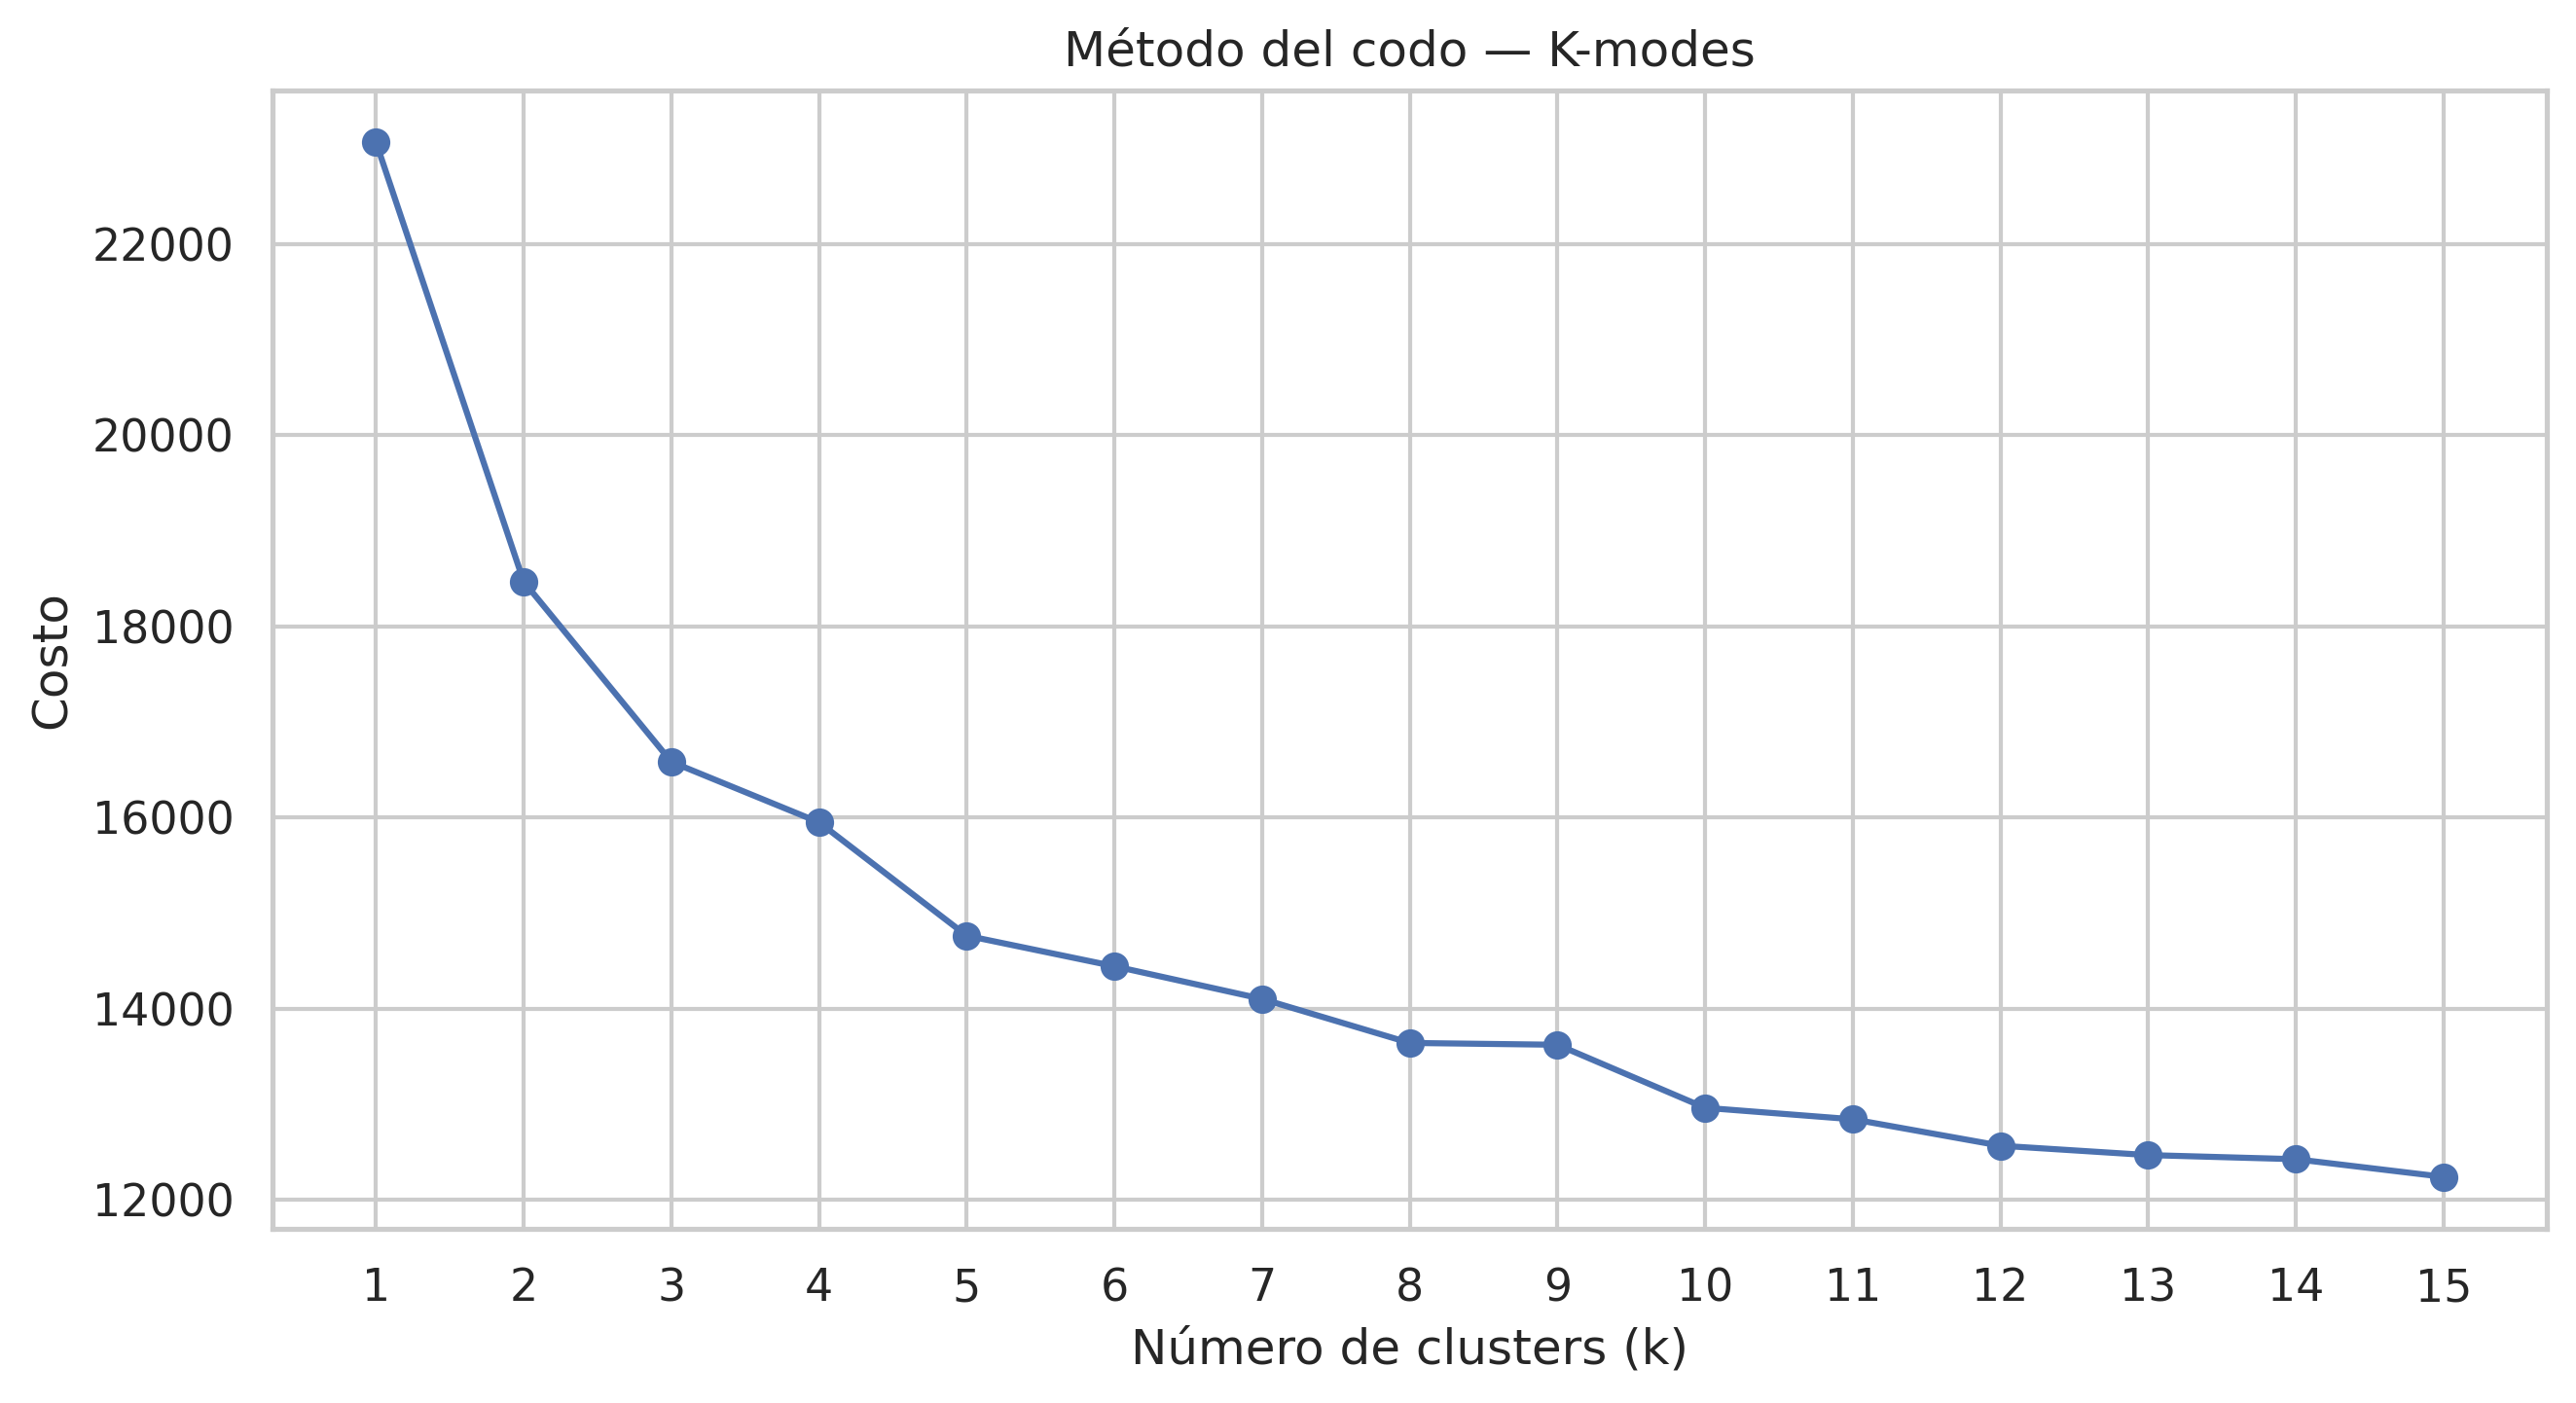 Método del codo — K-modes
Costo
22000
20000
18000
16000
14000
12000
1 2 3 4 5 6 7 8 9 10 11 12 13 14 15
Número de clusters (k)